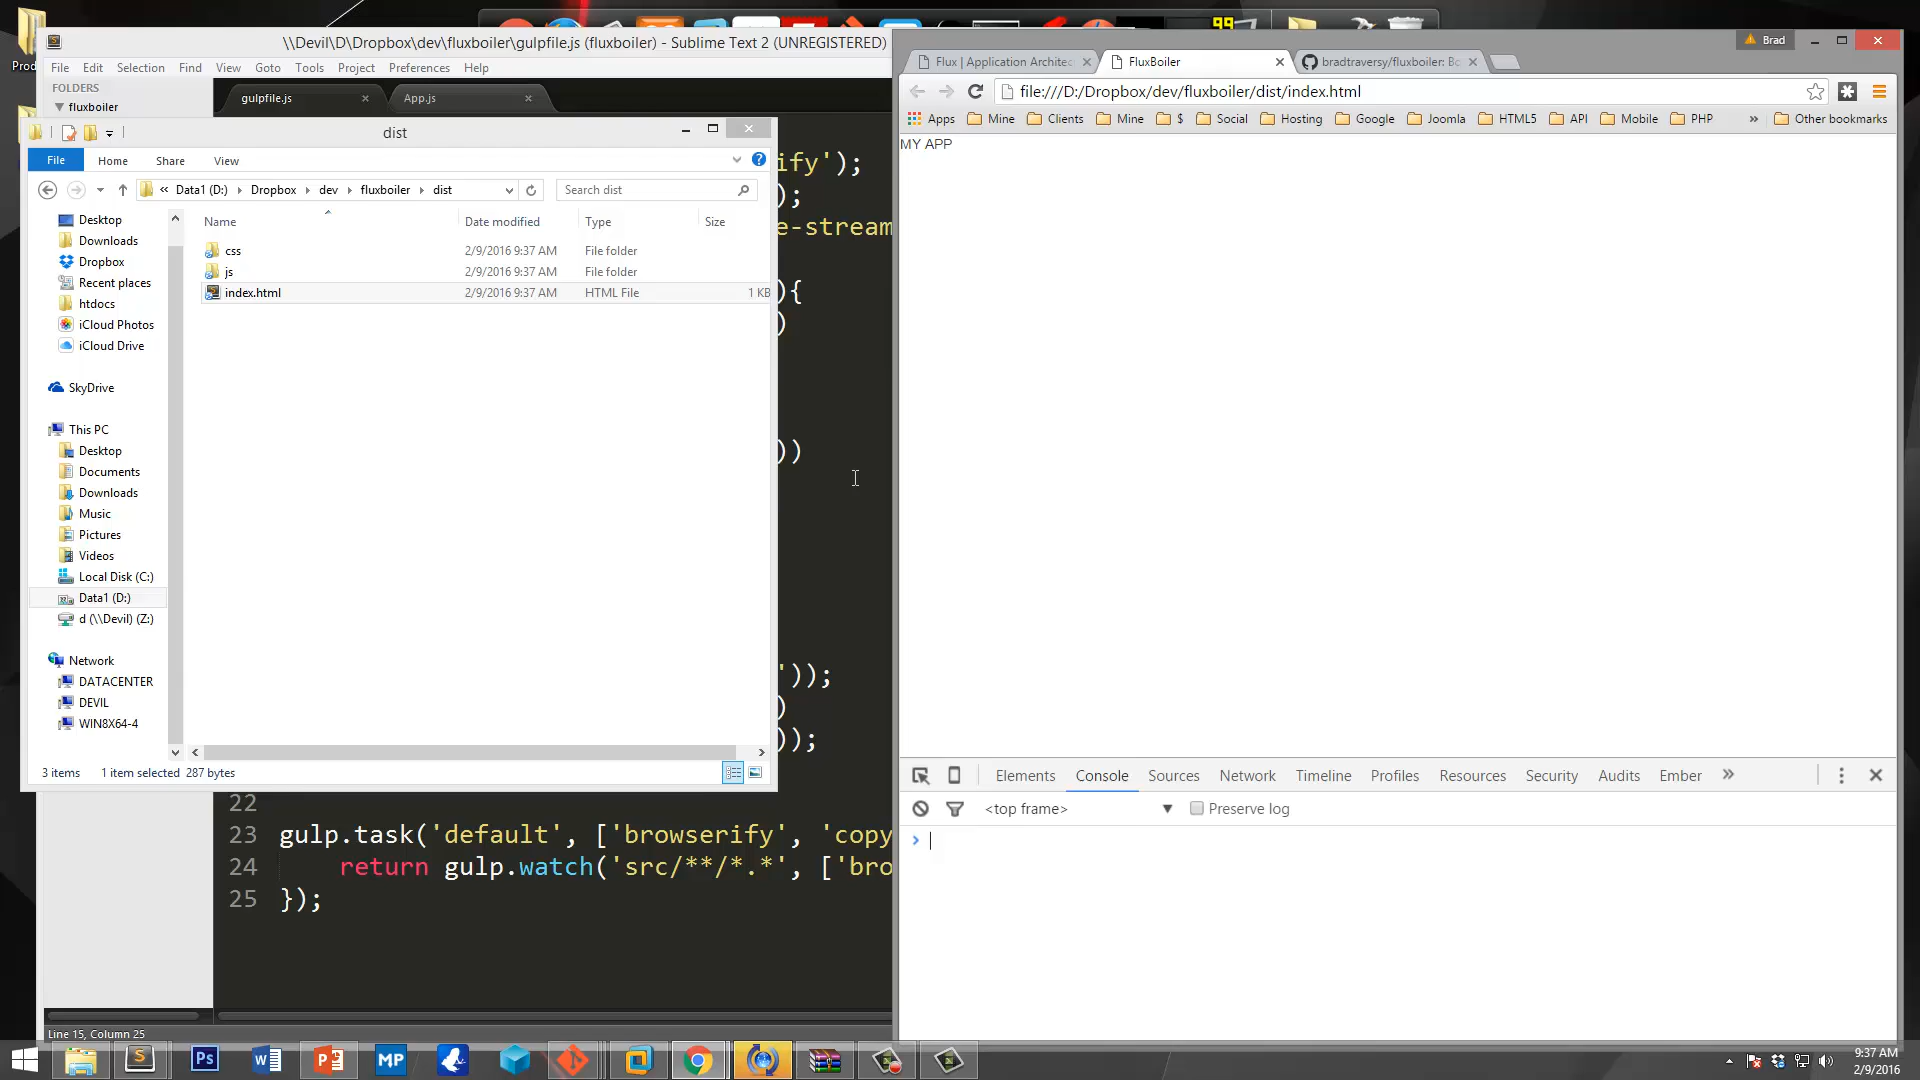 Prod
99
\\Devil\D\Dropbox\dev\fluxboiler\gulpfile.js (fluxboiler) - Sublime Text 2 (UNREGISTERED)
File Edit Selection Find View Goto Tools Project Preferences Help
FOLDERS
fluxboiler
gulpfile.js
App.js
dist
File Home Share View
« Data1 (D:) Dropbox dev fluxboiler dist
Search dist
Name Date modified Type Size
css 2/9/2016 9:37 AM File folder
js 2/9/2016 9:37 AM File folder
index.html 2/9/2016 9:37 AM HTML File 1 KB
Desktop
Downloads
Dropbox
Recent places
htdocs
iCloud Photos
iCloud Drive
SkyDrive
This PC
Desktop
Documents
Downloads
Music
Pictures
Videos
Local Disk (C:)
Data1 (D:)
d (\\Devil) (Z:)
Network
DATACENTER
DEVIL
WIN8X64-4
3 items 1 item selected 287 bytes
ify');
);
e-stream
){
)
))
'));
)
));
22
23 gulp.task('default', ['browserify', 'copy
24 return gulp.watch('src/**/*.*', ['bro
25 });
Line 15, Column 25
Brad
Flux | Application Architec
FluxBoiler
bradtraversy/fluxboiler: Bo
file:///D:/Dropbox/dev/fluxboiler/dist/index.html
Apps Mine Clients Mine $ Social Hosting Google Joomla HTML5 API Mobile PHP » Other bookmarks
MY APP
Elements Console Sources Network Timeline Profiles Resources Security Audits Ember »
<top frame> Preserve log
>
Ps
MP
9:37 AM
2/9/2016